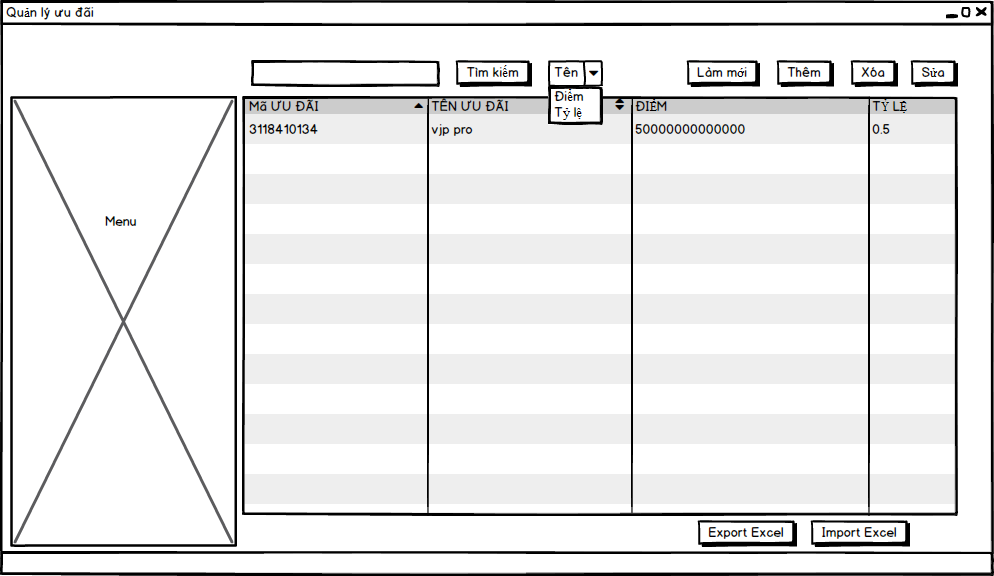 Quản lý ưu đãi
Tìm kiếm
Tên
Làm mới
Thêm
Xóa
Sửa
Điểm
Tỷ lệ
Mã ƯU ĐÃI
TÊN ƯU ĐÃI
ĐIỂM
TỶ LỆ
3118410134
vjp pro
50000000000000
0.5
Menu
Export Excel
Import Excel